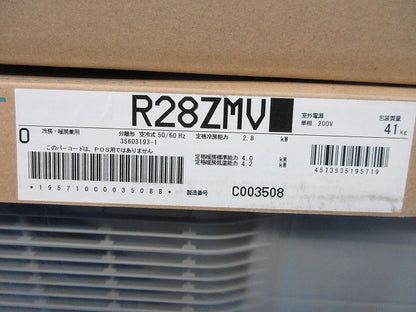 R28ZMV
冷房・暖房兼用
分離形 空冷式 50/60 Hz
3S603193-1
定格冷房能力 2.8 kW
室外電源
単相 200V
包装質量
41kg
0
このバーコードは、POS用ではありません
定格暖房標準能力 4.0 kW
定格暖房低温能力 4.2 kW
*195710C0035088*
製造番号 C003508
4573535195719